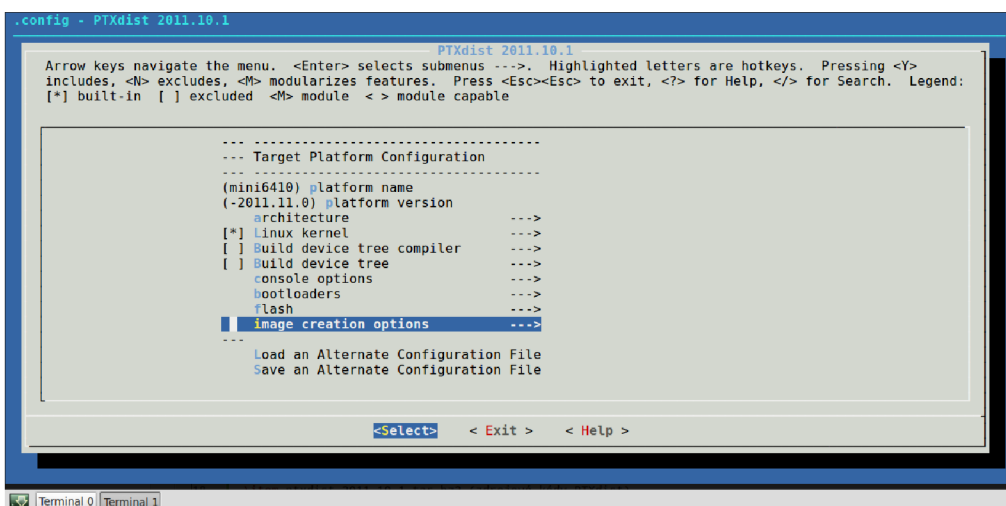 .config - PTXdist 2011.10.1
PTXdist 2011.10.1
Arrow keys navigate the menu.  <Enter> selects submenus --->.  Highlighted letters are hotkeys.  Pressing <Y>
includes, <N> excludes, <M> modularizes features.  Press <Esc><Esc> to exit, <?> for Help, </> for Search.  Legend:
[*] built-in  [ ] excluded  <M> module  < > module capable
--- ------------------------------------
--- Target Platform Configuration
--- ------------------------------------
(mini6410) platform name
(-2011.11.0) platform version
architecture --->
[*] Linux kernel --->
[ ] Build device tree compiler --->
[ ] Build device tree --->
console options --->
bootloaders --->
flash --->
image creation options --->
---
Load an Alternate Configuration File
Save an Alternate Configuration File
<Select> < Exit > < Help >
Terminal 0 Terminal 1